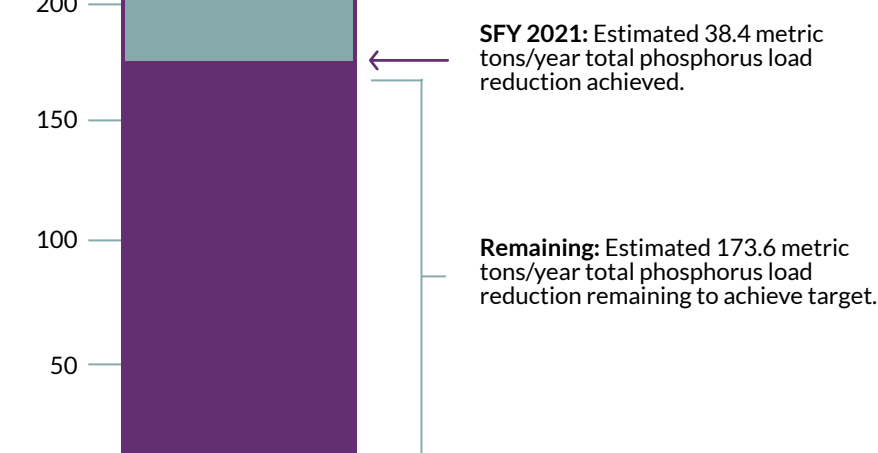 200
SFY 2021: Estimated 38.4 metric
tons/year total phosphorus load
reduction achieved.
150
100
Remaining: Estimated 173.6 metric
tons/year total phosphorus load
reduction remaining to achieve target.
50